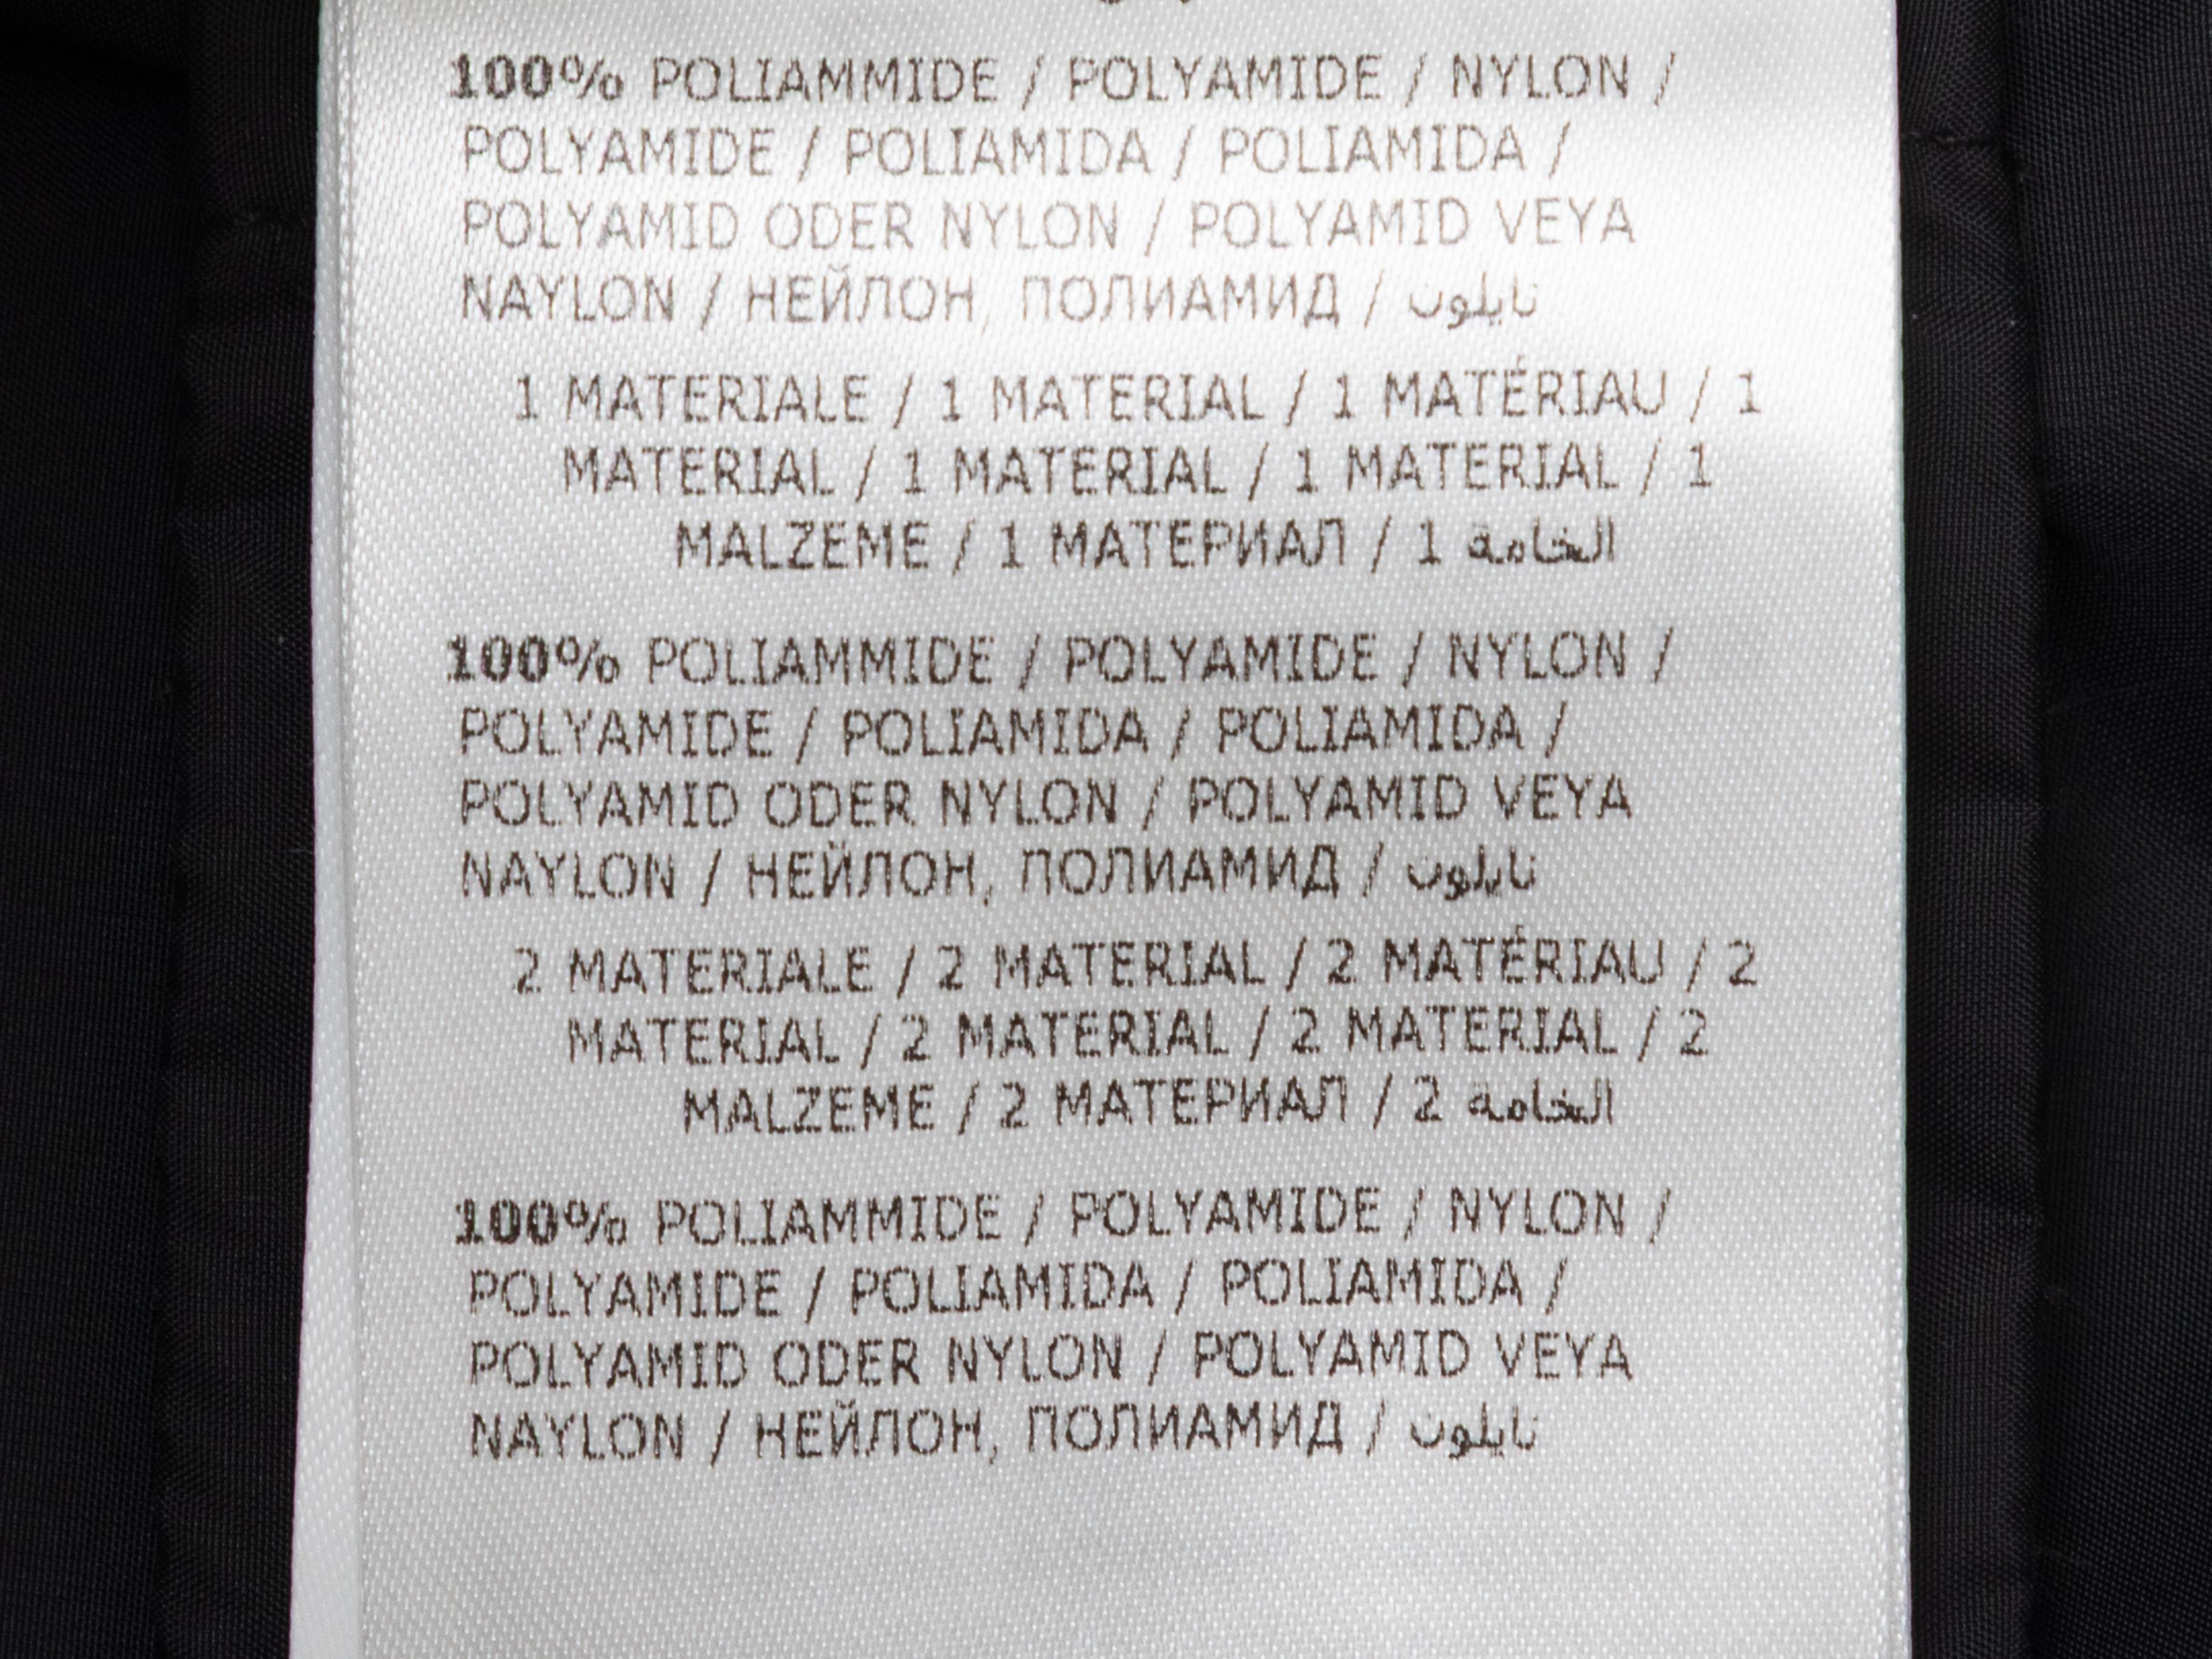 100% POLIAMMIDE / POLYAMIDE / NYLON /
POLYAMIDE / POLIAMIDA / POLIAMIDA /
POLYAMID ODER NYLON / POLYAMID VEYA
NAYLON / НЕЙЛОН, ПОЛИАМИД / نايلون
1 MATERIALE / 1 MATERIAL / 1 MATÉRIAU / 1
MATERIAL / 1 MATERIAL / 1 MATERIAL / 1
MALZEME / 1 МАТЕРИАЛ / 1 الخامة
100% POLIAMMIDE / POLYAMIDE / NYLON /
POLYAMIDE / POLIAMIDA / POLIAMIDA /
POLYAMID ODER NYLON / POLYAMID VEYA
NAYLON / НЕЙЛОН, ПОЛИАМИД / نايلون
2 MATERIALE / 2 MATERIAL / 2 MATÉRIAU / 2
MATERIAL / 2 MATERIAL / 2 MATERIAL / 2
MALZEME / 2 МАТЕРИАЛ / 2 الخامة
100% POLIAMMIDE / POLYAMIDE / NYLON /
POLYAMIDE / POLIAMIDA / POLIAMIDA /
POLYAMID ODER NYLON / POLYAMID VEYA
NAYLON / НЕЙЛОН, ПОЛИАМИД / نايلون